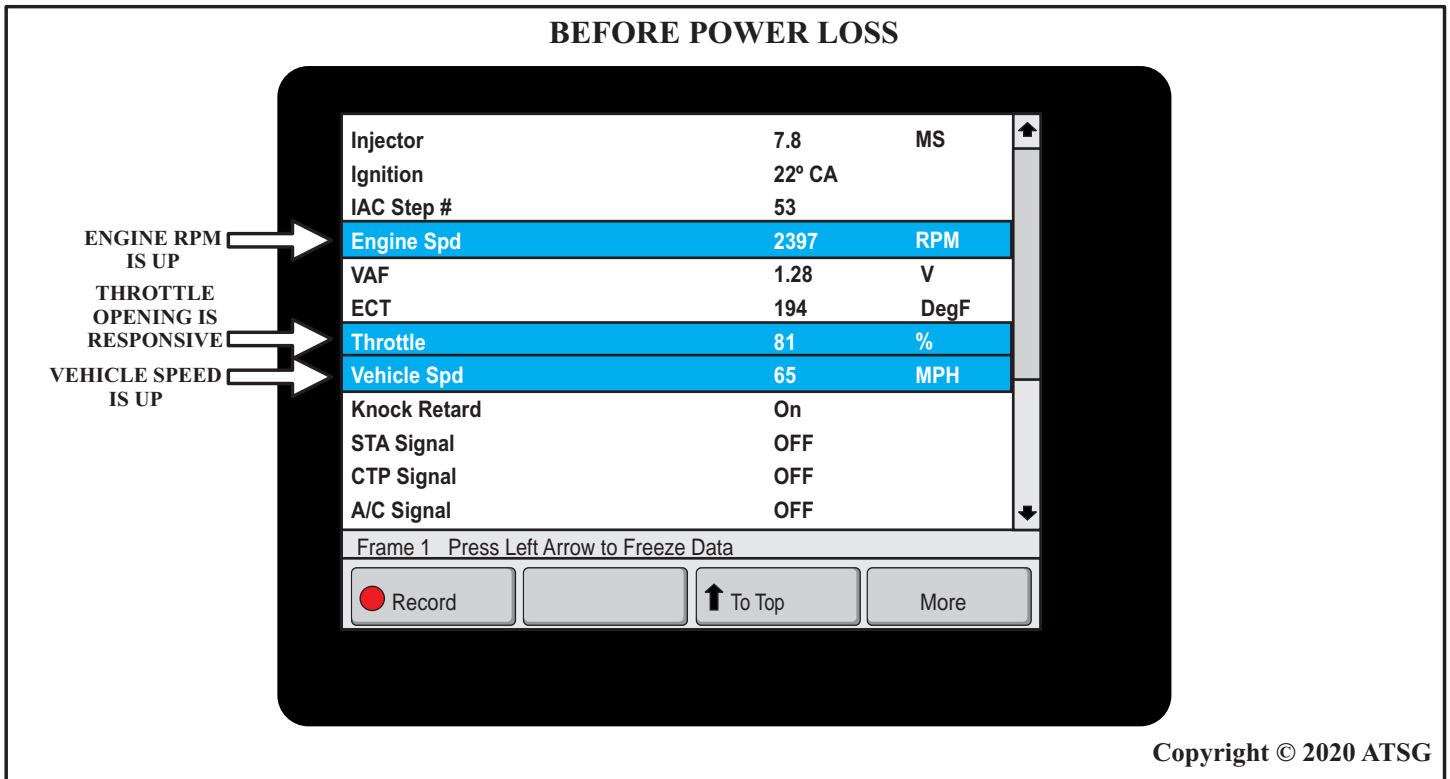 BEFORE POWER LOSS
Injector 7.8 MS
Ignition 22º CA
IAC Step # 53
ENGINE RPM
IS UP
Engine Spd 2397 RPM
VAF 1.28 V
ECT 194 DegF
THROTTLE
OPENING IS
RESPONSIVE
Throttle 81 %
VEHICLE SPEED
IS UP
Vehicle Spd 65 MPH
Knock Retard On
STA Signal OFF
CTP Signal OFF
A/C Signal OFF
Frame 1 Press Left Arrow to Freeze Data
Record To Top More
Copyright © 2020 ATSG